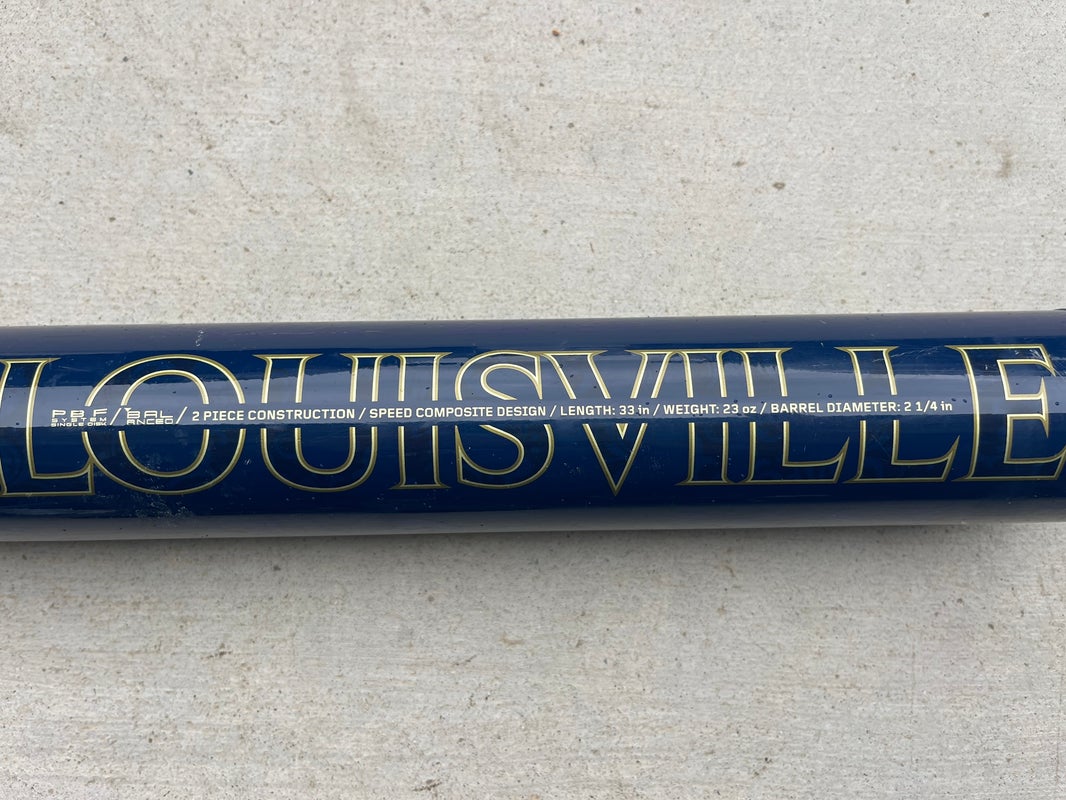 LOUISVILLE
PBF SYSTEM SINGLE DISK / BALANCED / 2 PIECE CONSTRUCTION / SPEED COMPOSITE DESIGN / LENGTH: 33 in / WEIGHT: 23 oz / BARREL DIAMETER: 2 1/4 in